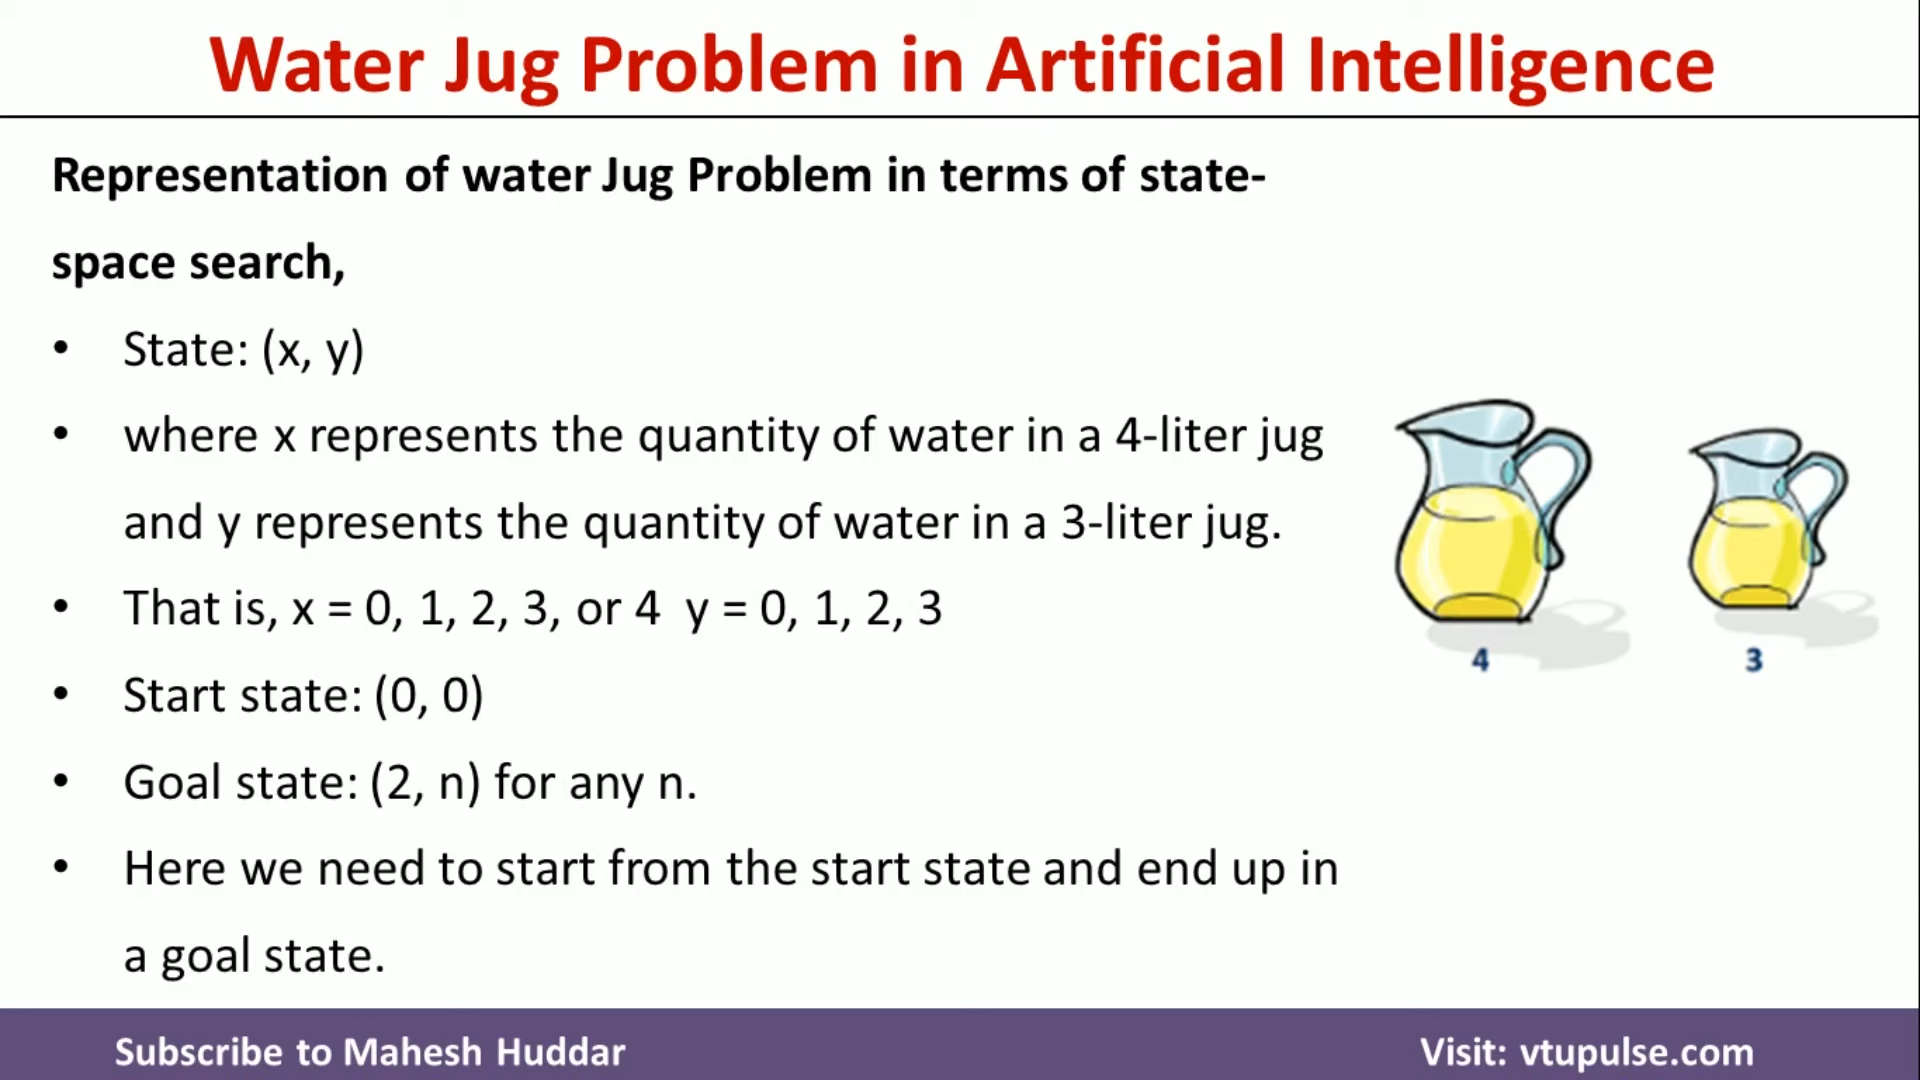 Water Jug Problem in Artificial Intelligence
Representation of water Jug Problem in terms of state-
space search,
• State: (x, y)
• where x represents the quantity of water in a 4-liter jug
and y represents the quantity of water in a 3-liter jug.
• That is, x = 0, 1, 2, 3, or 4  y = 0, 1, 2, 3
• Start state: (0, 0)
• Goal state: (2, n) for any n.
• Here we need to start from the start state and end up in
a goal state.
4
3
Subscribe to Mahesh Huddar
Visit: vtupulse.com